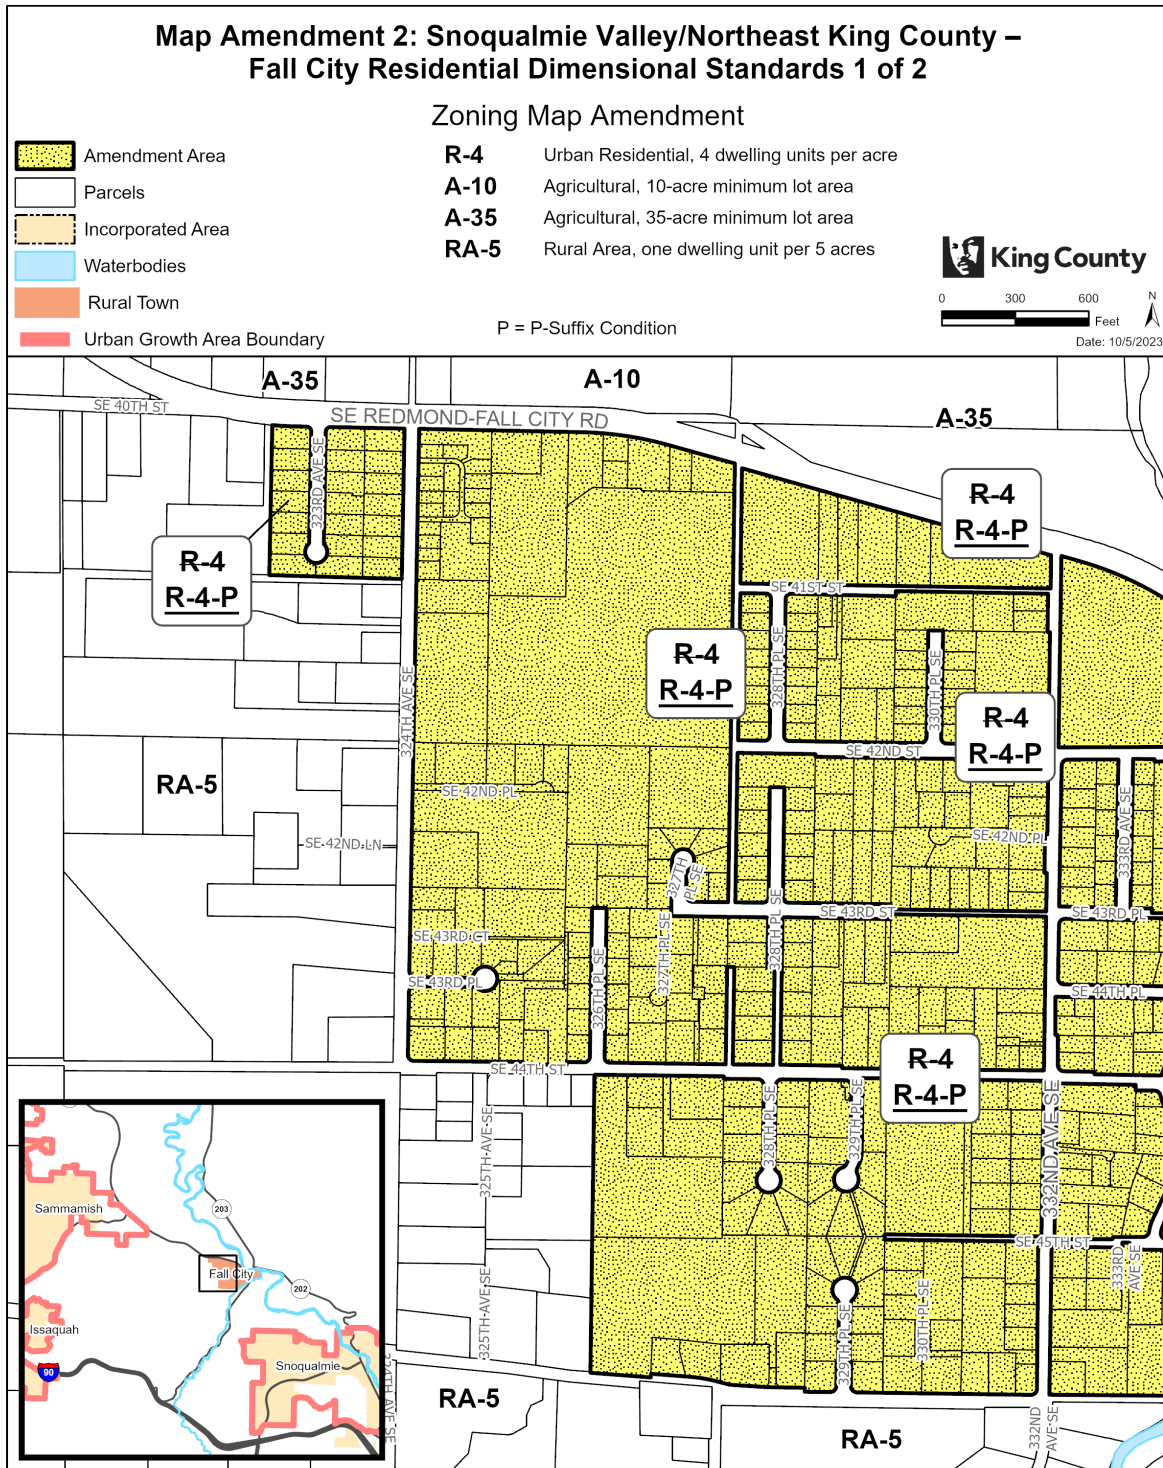 Map Amendment 2: Snoqualmie Valley/Northeast King County –
Fall City Residential Dimensional Standards 1 of 2
Zoning Map Amendment
Amendment Area
Parcels
Incorporated Area
Waterbodies
Rural Town
Urban Growth Area Boundary
R-4 Urban Residential, 4 dwelling units per acre
A-10 Agricultural, 10-acre minimum lot area
A-35 Agricultural, 35-acre minimum lot area
RA-5 Rural Area, one dwelling unit per 5 acres
P = P-Suffix Condition
King County
0 300 600
Feet
N
Date: 10/5/2023
A-35
A-10
A-35
SE 40TH ST
SE REDMOND-FALL CITY RD
323RD AVE SE
R-4
R-4-P
R-4
R-4-P
SE 41ST ST
R-4
R-4-P
328TH PL SE
330TH PL SE
R-4
R-4-P
324TH AVE SE
SE 42ND ST
RA-5
SE 42ND PL
333RD AVE SE
SE 42ND PL
SE 42ND LN
327TH
PL SE
SE 43RD ST
SE 43RD PL
SE 43RD CT
327TH PL SE
328TH PL SE
SE 43RD PL
326TH PL SE
SE 44TH PL
R-4
R-4-P
SE 44TH ST
328TH PL SE
329TH PL SE
332ND AVE SE
325TH AVE SE
SE 45TH ST
333RD
AVE SE
325TH AVE SE
329TH PL SE
330TH PL SE
Sammamish
203
Fall City
202
Issaquah
90
Snoqualmie
324TH AVE SE
RA-5
RA-5
332ND
AVE SE